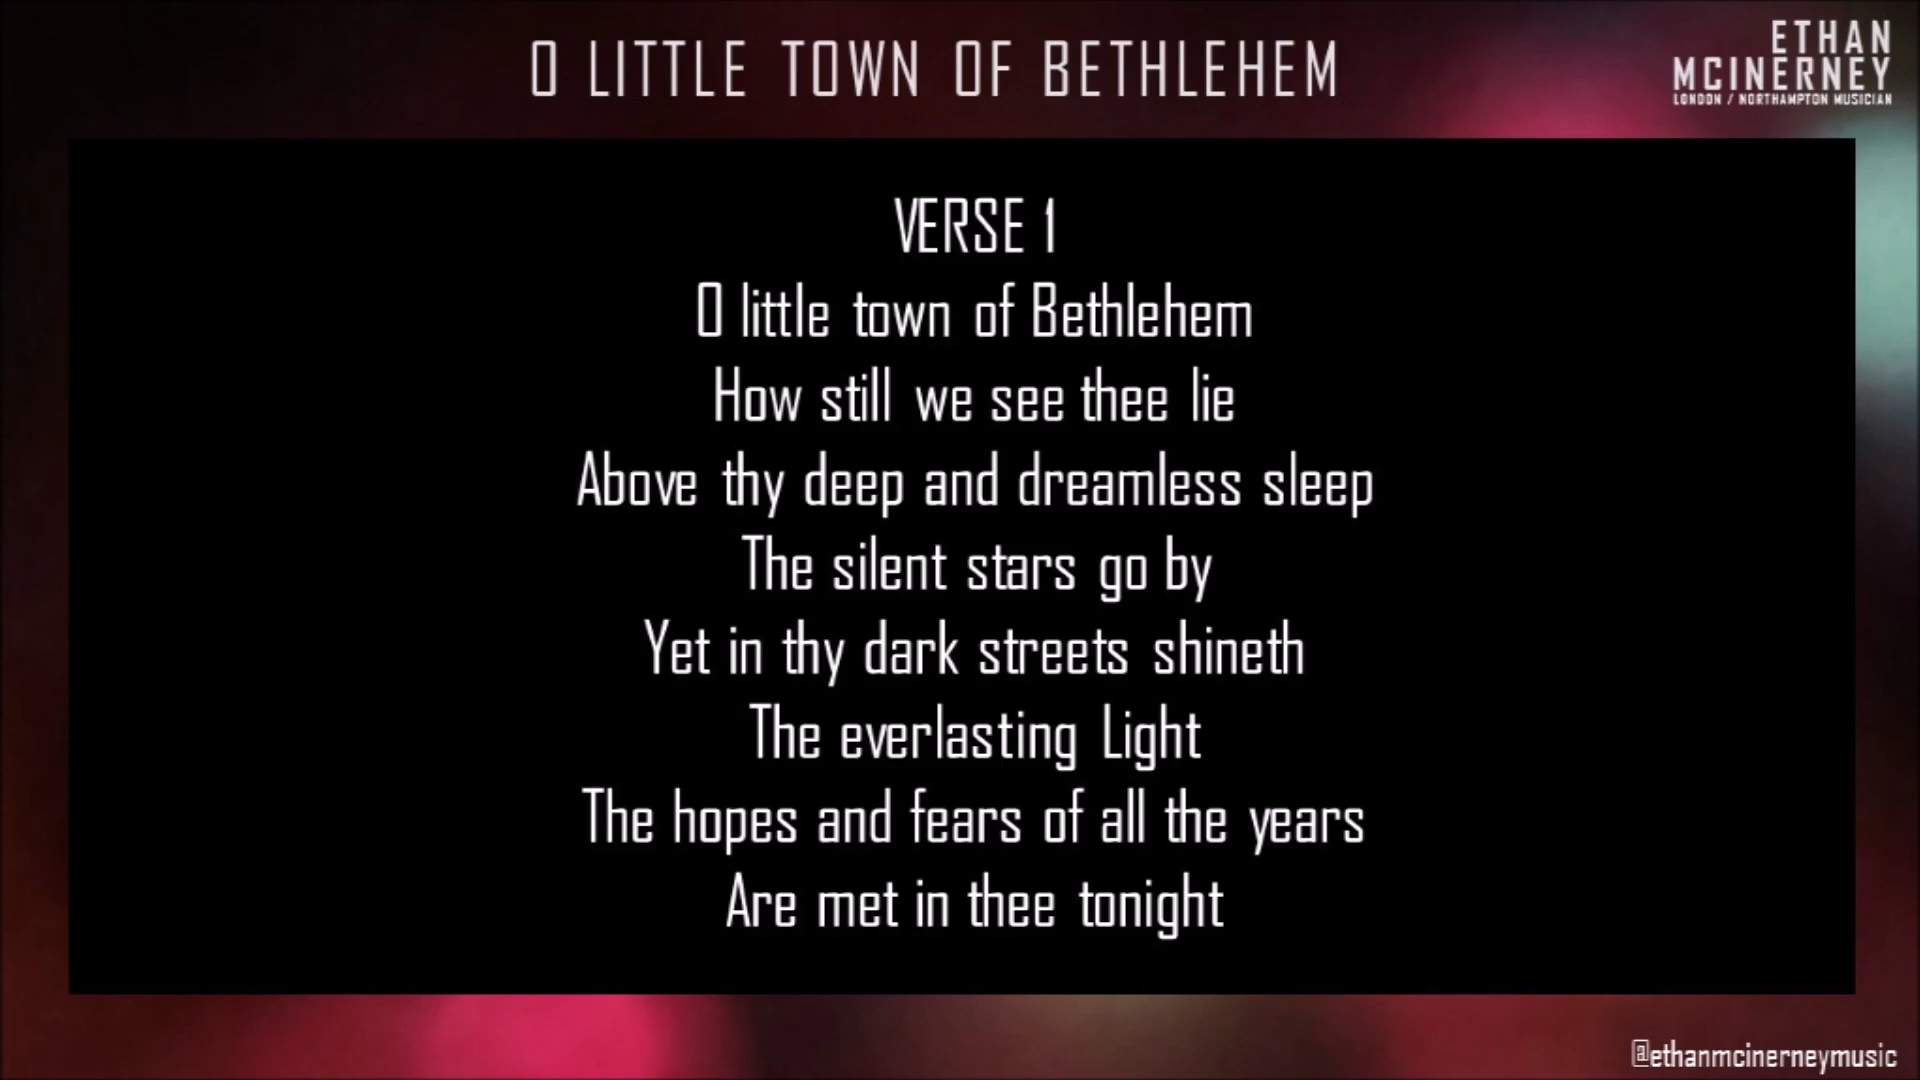 O LITTLE TOWN OF BETHLEHEM
ETHAN
MCINERNEY
LONDON / NORTHAMPTON MUSICIAN
VERSE 1
O little town of Bethlehem
How still we see thee lie
Above thy deep and dreamless sleep
The silent stars go by
Yet in thy dark streets shineth
The everlasting Light
The hopes and fears of all the years
Are met in thee tonight
@ethanmcinerneymusic